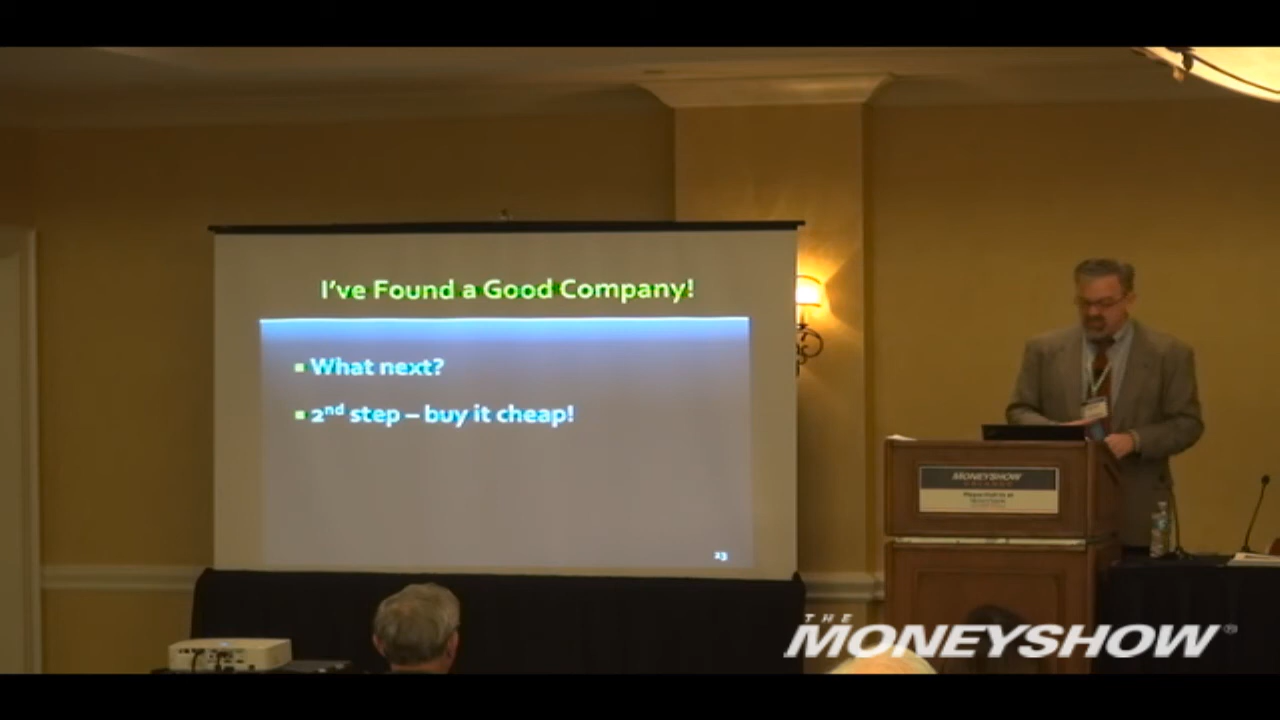 I've Found a Good Company!
What next?
2nd step – buy it cheap!
23
MONEYSHOW
THE
MONEYSHOW®